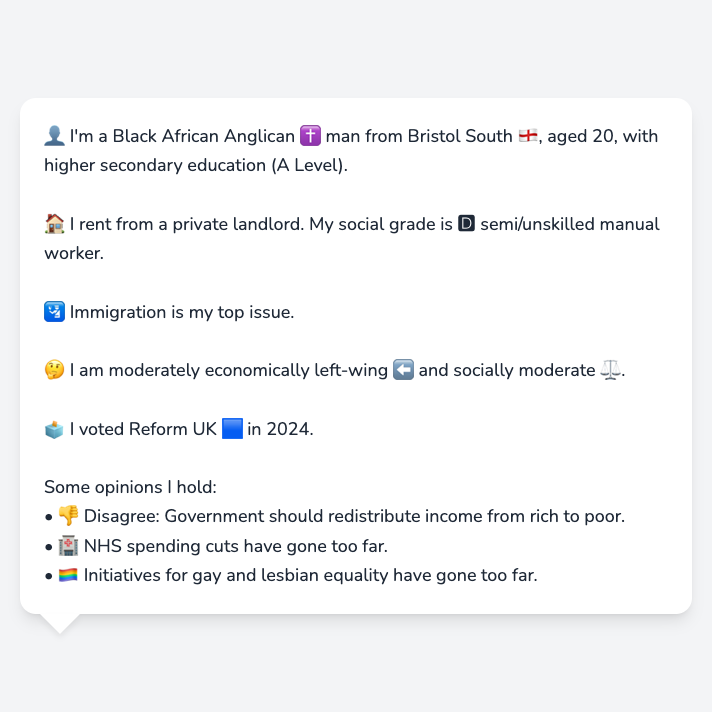 👤 I'm a Black African Anglican ✝️ man from Bristol South 🏴󠁧󠁢󠁥󠁮󠁧󠁿, aged 20, with
higher secondary education (A Level).
🏠 I rent from a private landlord. My social grade is 🅳 semi/unskilled manual
worker.
🛂 Immigration is my top issue.
🤔 I am moderately economically left-wing ⬅️ and socially moderate ⚖️.
🗳️ I voted Reform UK 🟦 in 2024.
Some opinions I hold:
• 👎 Disagree: Government should redistribute income from rich to poor.
• 🏥 NHS spending cuts have gone too far.
• 🏳️‍🌈 Initiatives for gay and lesbian equality have gone too far.